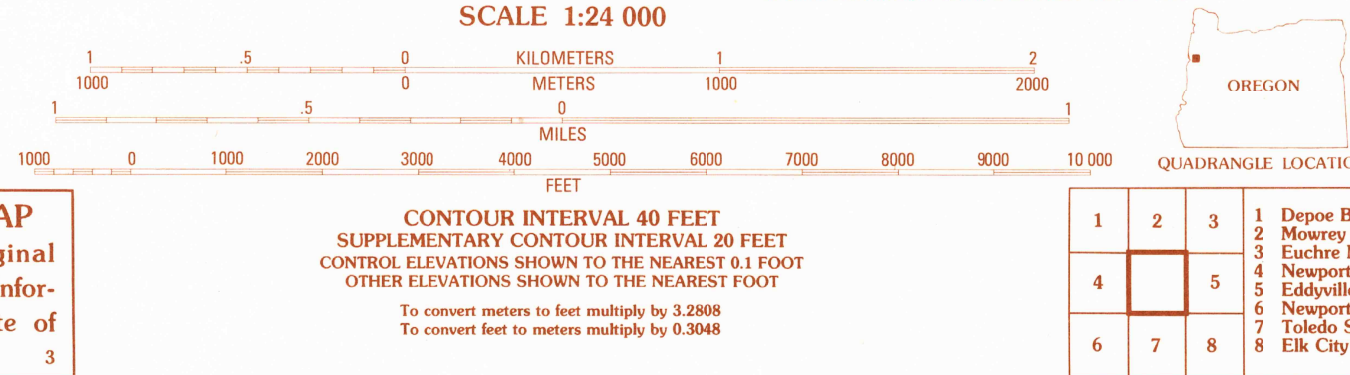 SCALE 1:24 000
1 .5 0 KILOMETERS 1 2
1000 0 METERS 1000 2000
1 .5 0 1
MILES
1000 0 1000 2000 3000 4000 5000 6000 7000 8000 9000 10 000
FEET
CONTOUR INTERVAL 40 FEET
SUPPLEMENTARY CONTOUR INTERVAL 20 FEET
CONTROL ELEVATIONS SHOWN TO THE NEAREST 0.1 FOOT
OTHER ELEVATIONS SHOWN TO THE NEAREST FOOT
To convert meters to feet multiply by 3.2808
To convert feet to meters multiply by 0.3048
AP
ginal
nfor-
te of
3
OREGON
QUADRANGLE LOCATIO
1 2 3
4 5
6 7 8
1 Depoe B
2 Mowrey
3 Euchre
4 Newport
5 Eddyville
6 Newport
7 Toledo S
8 Elk City